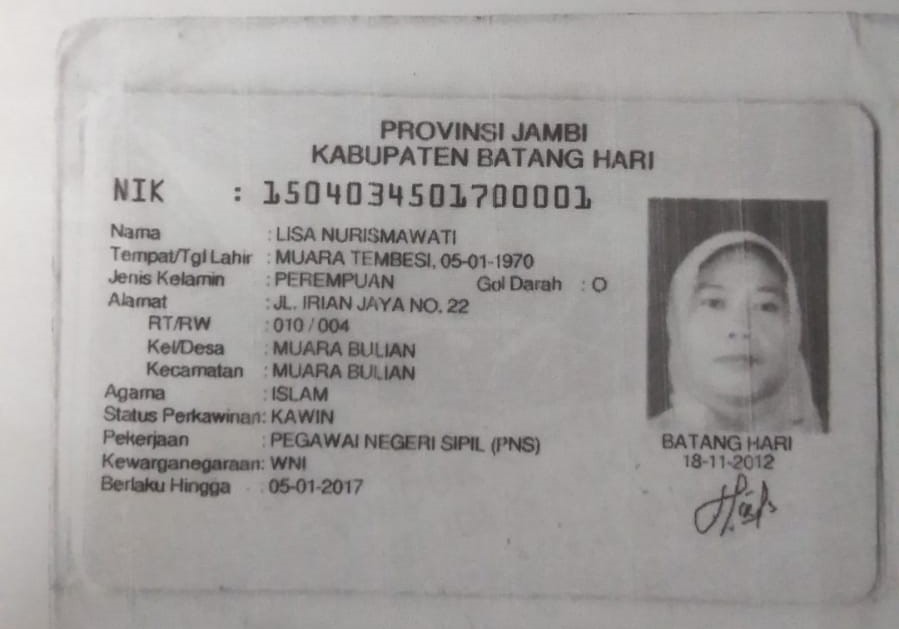 PROVINSI JAMBI
KABUPATEN BATANG HARI
NIK : 1504034501700001
Nama : LISA NURISMAWATI
Tempat/Tgl Lahir : MUARA TEMBESI, 05-01-1970
Jenis Kelamin : PEREMPUAN Gol Darah : O
Alamat : JL. IRIAN JAYA NO. 22
RT/RW : 010 / 004
Kel/Desa : MUARA BULIAN
Kecamatan : MUARA BULIAN
Agama : ISLAM
Status Perkawinan: KAWIN
Pekerjaan : PEGAWAI NEGERI SIPIL (PNS)
Kewarganegaraan: WNI
Berlaku Hingga : 05-01-2017
BATANG HARI
18-11-2012